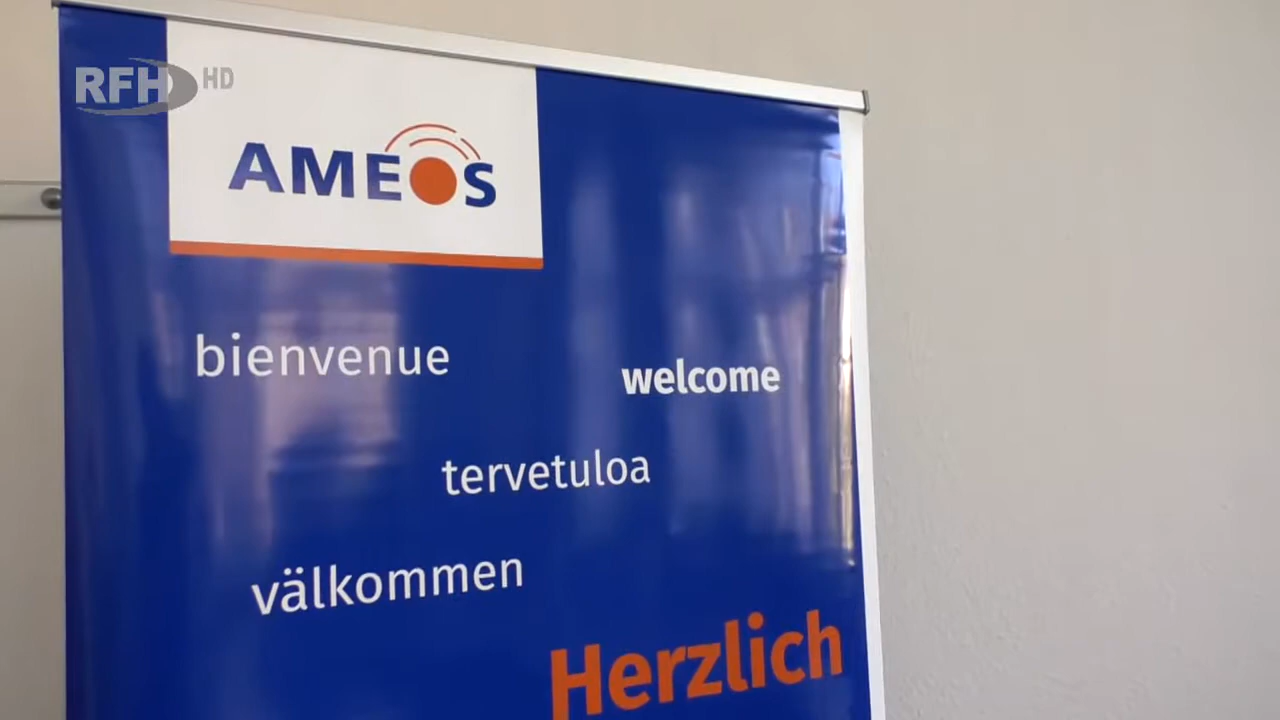 RFH HD
AMEOS
bienvenue
welcome
tervetuloa
välkommen
Herzlich